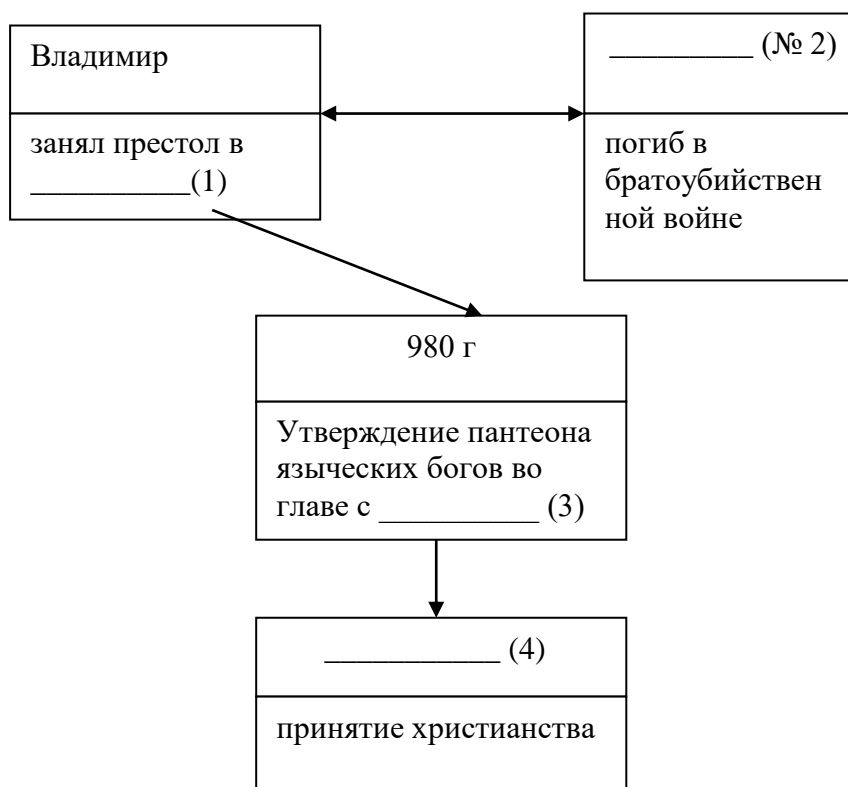 Владимир
занял престол в
__________(1)
_________ (№ 2)
погиб в
братоубийствен
ной войне
980 г
Утверждение пантеона
языческих богов во
главе с __________ (3)
___________ (4)
принятие христианства